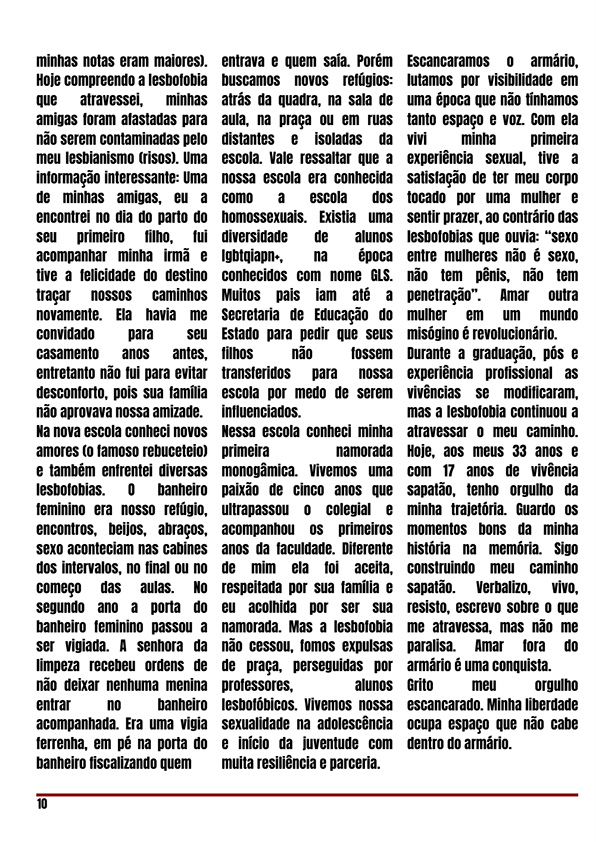 minhas notas eram maiores).
Hoje compreendo a lesbofobia
que atravessei, minhas
amigas foram afastadas para
não serem contaminadas pelo
meu lesbianismo (risos). Uma
informação interessante: Uma
de minhas amigas, eu a
encontrei no dia do parto do
seu primeiro filho, fui
acompanhar minha irmã e
tive a felicidade do destino
traçar nossos caminhos
novamente. Ela havia me
convidado para seu
casamento anos antes,
entretanto não fui para evitar
desconforto, pois sua família
não aprovava nossa amizade.
Na nova escola conheci novos
amores (o famoso rebuceteio)
e também enfrentei diversas
lesbofobias. O banheiro
feminino era nosso refúgio,
encontros, beijos, abraços,
sexo aconteciam nas cabines
dos intervalos, no final ou no
começo das aulas. No
segundo ano a porta do
banheiro feminino passou a
ser vigiada. A senhora da
limpeza recebeu ordens de
não deixar nenhuma menina
entrar no banheiro
acompanhada. Era uma vigia
ferrenha, em pé na porta do
banheiro fiscalizando quem
entrava e quem saía. Porém
buscamos novos refúgios:
atrás da quadra, na sala de
aula, na praça ou em ruas
distantes e isoladas da
escola. Vale ressaltar que a
nossa escola era conhecida
como a escola dos
homossexuais. Existia uma
diversidade de alunos
lgbtqiapn+, na época
conhecidos com nome GLS.
Muitos pais iam até a
Secretaria de Educação do
Estado para pedir que seus
filhos não fossem
transferidos para nossa
escola por medo de serem
influenciados.
Nessa escola conheci minha
primeira namorada
monogâmica. Vivemos uma
paixão de cinco anos que
ultrapassou o colegial e
acompanhou os primeiros
anos da faculdade. Diferente
de mim ela foi aceita,
respeitada por sua família e
eu acolhida por ser sua
namorada. Mas a lesbofobia
não cessou, fomos expulsas
de praça, perseguidas por
professores, alunos
lesbofóbicos. Vivemos nossa
sexualidade na adolescência
e início da juventude com
muita resiliência e parceria.
Escancaramos o armário,
lutamos por visibilidade em
uma época que não tínhamos
tanto espaço e voz. Com ela
vivi minha primeira
experiência sexual, tive a
satisfação de ter meu corpo
tocado por uma mulher e
sentir prazer, ao contrário das
lesbofobias que ouvia: “sexo
entre mulheres não é sexo,
não tem pênis, não tem
penetração”. Amar outra
mulher em um mundo
misógino é revolucionário.
Durante a graduação, pós e
experiência profissional as
vivências se modificaram,
mas a lesbofobia continuou a
atravessar o meu caminho.
Hoje, aos meus 33 anos e
com 17 anos de vivência
sapatão, tenho orgulho da
minha trajetória. Guardo os
momentos bons da minha
história na memória. Sigo
construindo meu caminho
sapatão. Verbalizo, vivo,
resisto, escrevo sobre o que
me atravessa, mas não me
paralisa. Amar fora do
armário é uma conquista.
Grito meu orgulho
escancarado. Minha liberdade
ocupa espaço que não cabe
dentro do armário.
10